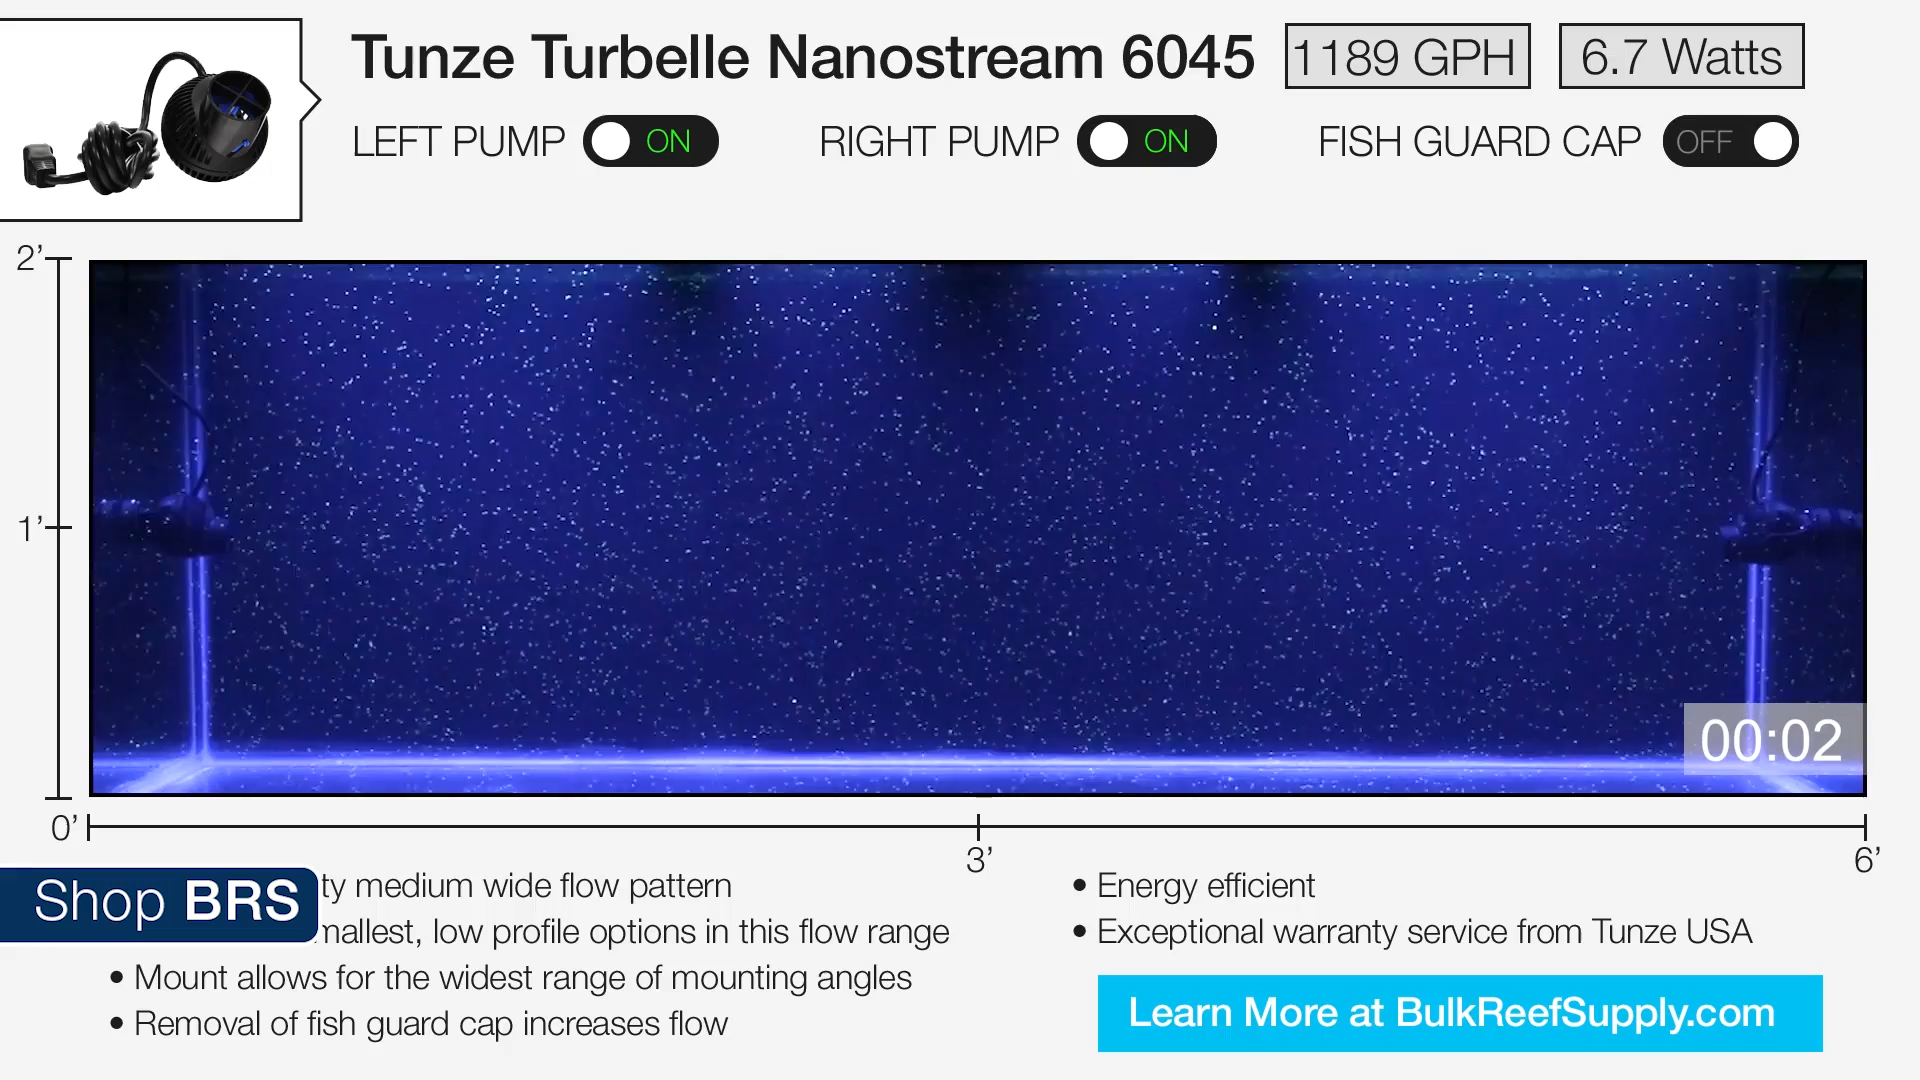 Tunze Turbelle Nanostream 6045
1189 GPH
6.7 Watts
LEFT PUMP ON
RIGHT PUMP ON
FISH GUARD CAP OFF
2’
1’
00:02
0’
3’
6’
Shop BRS
medium wide flow pattern
low profile options in this flow range
• Mount allows for the widest range of mounting angles
• Removal of fish guard cap increases flow
• Energy efficient
• Exceptional warranty service from Tunze USA
Learn More at BulkReefSupply.com